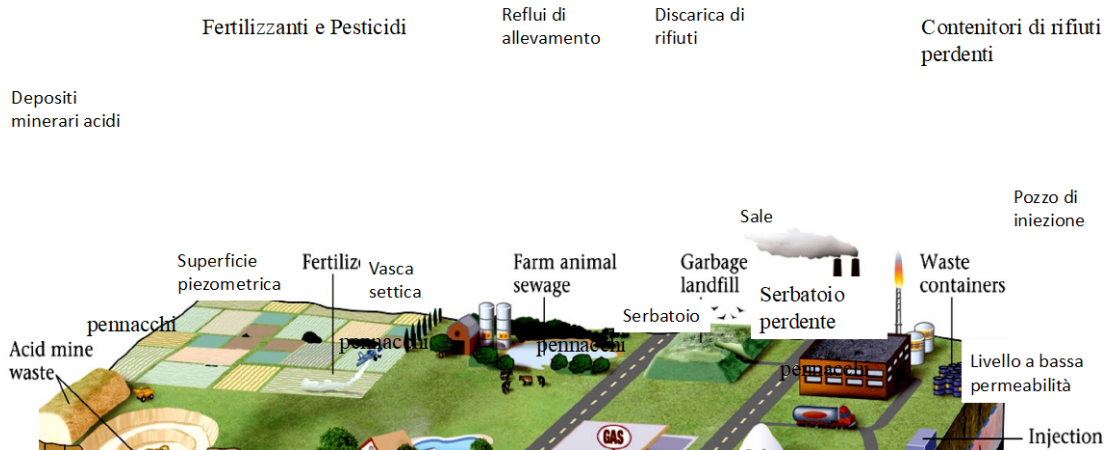 Fertilizzanti e Pesticidi
Reflui di
allevamento
Discarica di
rifiuti
Contenitori di rifiuti
perdenti
Depositi
minerari acidi
Pozzo di
iniezione
Sale
Superficie
piezometrica
Vasca
settica
Farm animal
sewage
Garbage
landfill
Waste
containers
Serbatoio
perdente
Serbatoio
pennacchi
pennacchi
pennacchi
pennacchi
Acid mine
waste
Livello a bassa
permeabilità
GAS
Injection